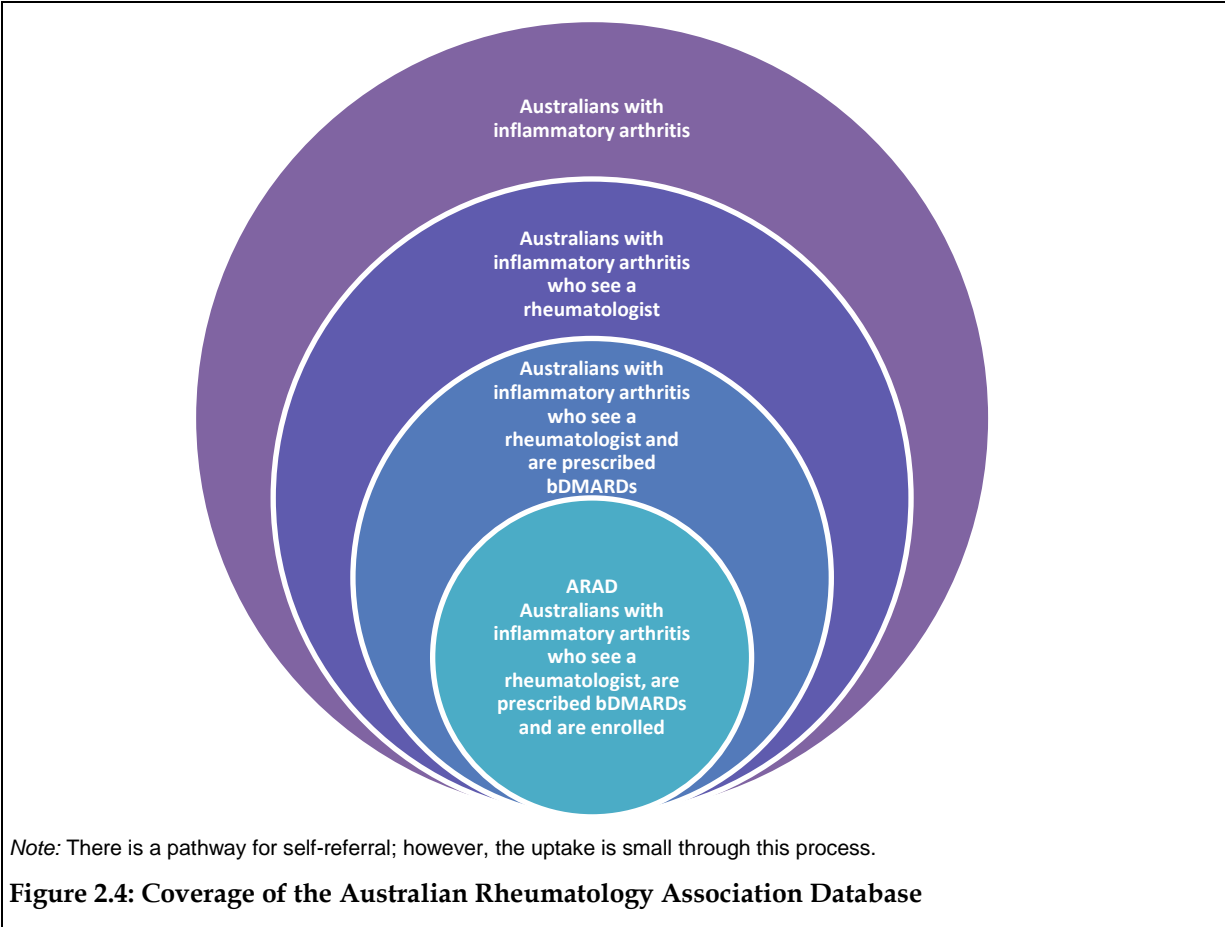 Australians with
inflammatory arthritis
Australians with
inflammatory arthritis
who see a
rheumatologist
Australians with
inflammatory arthritis
who see a
rheumatologist and
are prescribed
bDMARDs
ARAD
Australians with
inflammatory arthritis
who see a
rheumatologist, are
prescribed bDMARDs
and are enrolled
Note: There is a pathway for self-referral; however, the uptake is small through this process.
Figure 2.4: Coverage of the Australian Rheumatology Association Database